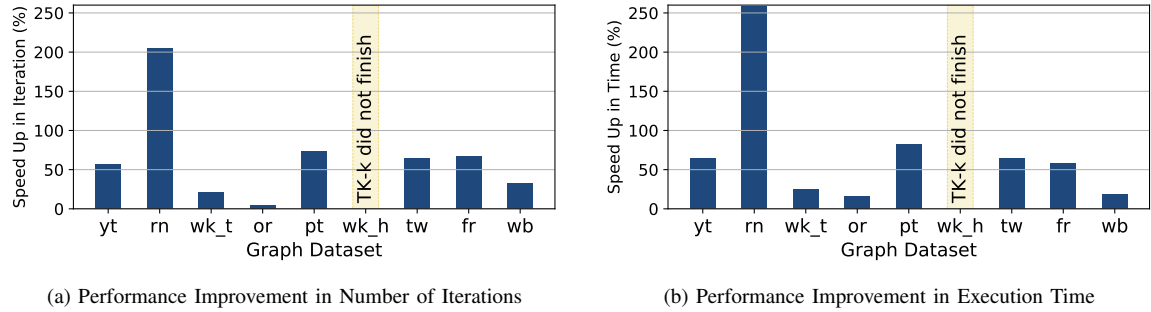 Speed Up in Iteration (%)
250
200
150
100
50
0
TK-k did not finish
yt rn wk_t or pt wk_h tw fr wb
Graph Dataset
(a) Performance Improvement in Number of Iterations
Speed Up in Time (%)
250
200
150
100
50
0
TK-k did not finish
yt rn wk_t or pt wk_h tw fr wb
Graph Dataset
(b) Performance Improvement in Execution Time